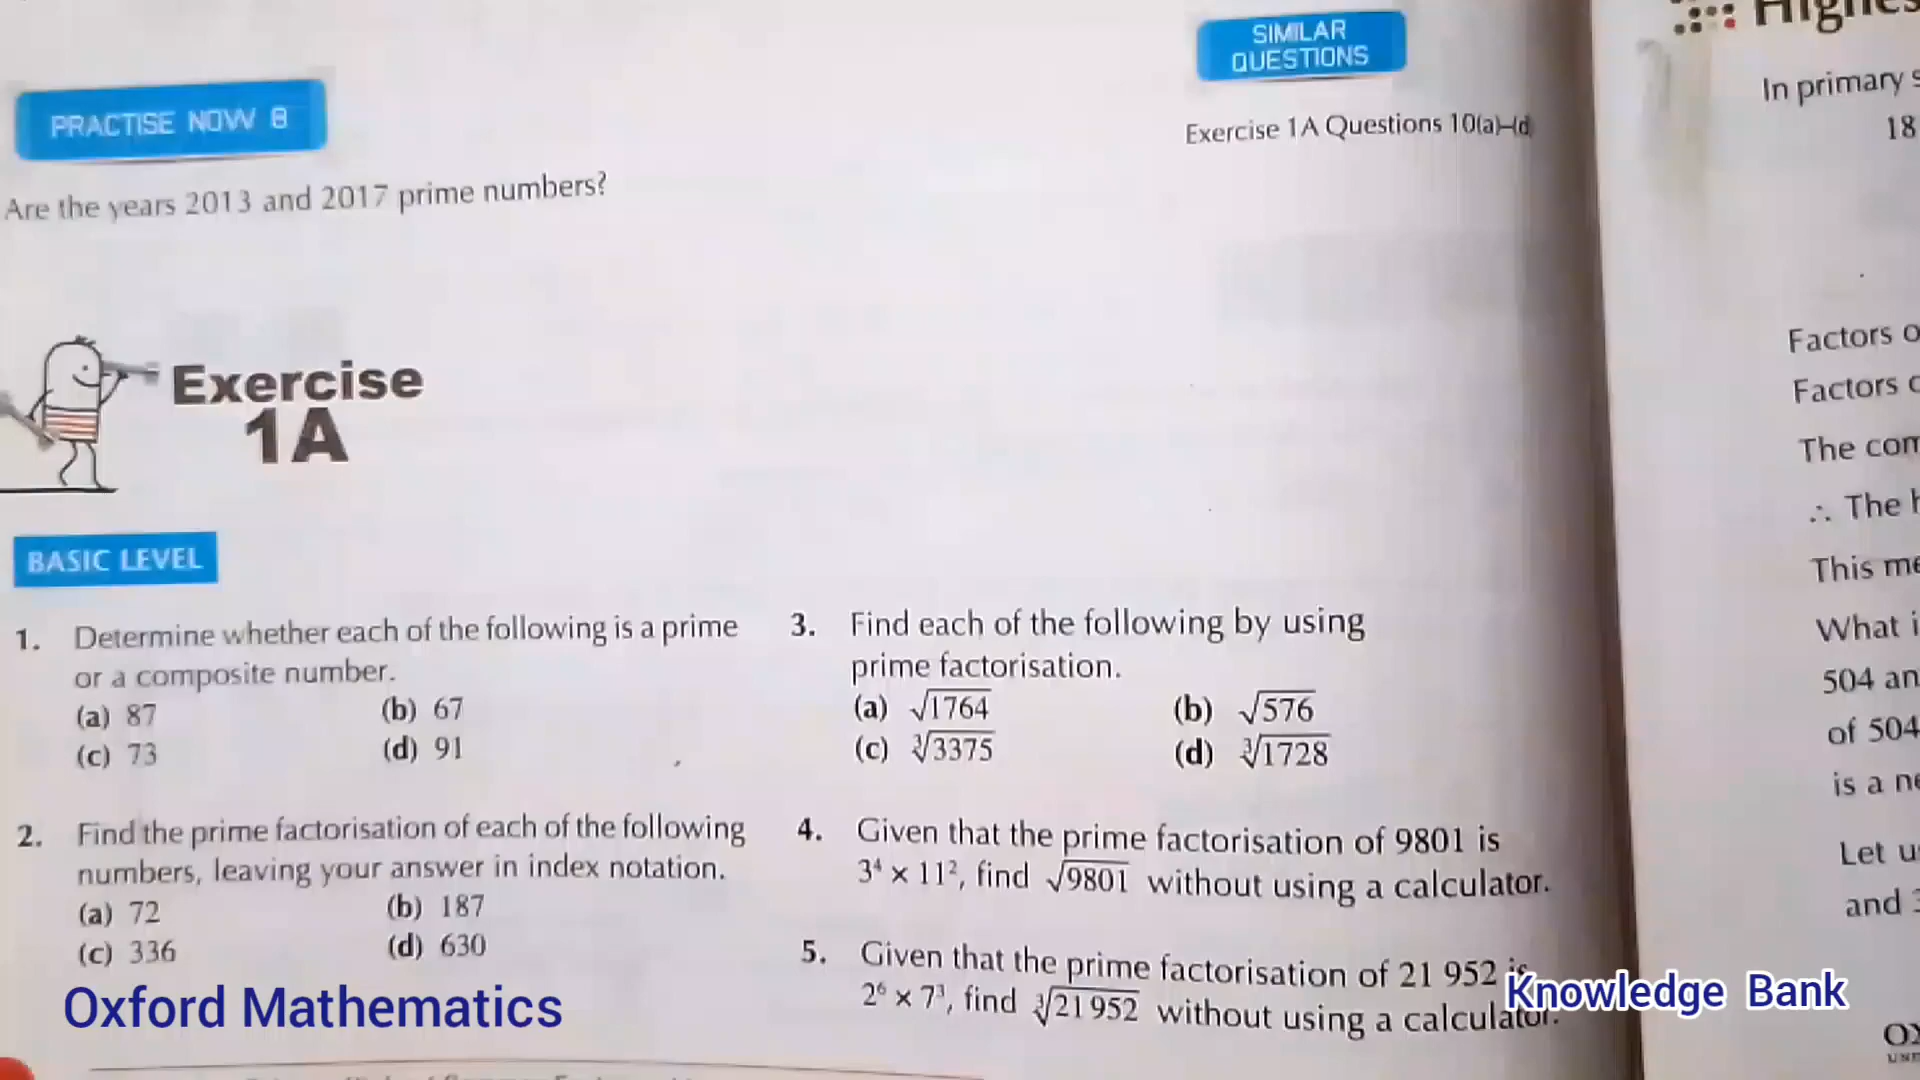 SIMILAR
QUESTIONS
PRACTISE NOW 8
Exercise 1A Questions 10(a)–(d)
Are the years 2013 and 2017 prime numbers?
Exercise
1A
BASIC LEVEL
1. Determine whether each of the following is a prime
or a composite number.
(a) 87 (b) 67
(c) 73 (d) 91
2. Find the prime factorisation of each of the following
numbers, leaving your answer in index notation.
(a) 72 (b) 187
(c) 336 (d) 630
3. Find each of the following by using
prime factorisation.
(a) √1764 (b) √576
(c) ∛3375 (d) ∛1728
4. Given that the prime factorisation of 9801 is
3⁴ × 11², find √9801 without using a calculator.
5. Given that the prime factorisation of 21 952 is
2⁶ × 7³, find ∛21 952 without using a calculator.
In primary
18
Factors
Factors
The
∴ The
This
What
504
of 504
is a
Let
and
Oxford Mathematics
Knowledge Bank